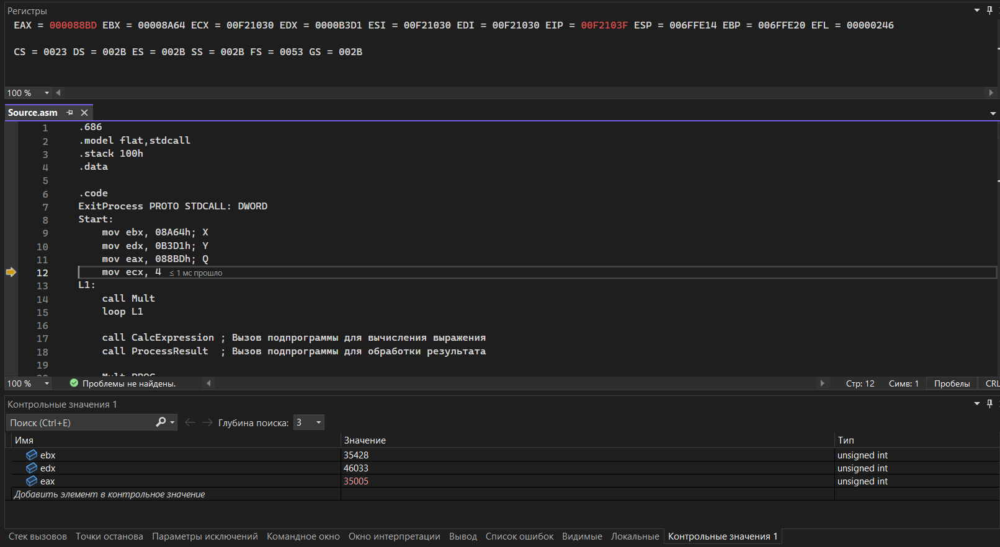 Регистры
EAX = 000088BD EBX = 00008A64 ECX = 00F21030 EDX = 0000B3D1 ESI = 00F21030 EDI = 00F21030 EIP = 00F2103F ESP = 006FFE14 EBP = 006FFE20 EFL = 00000246
CS = 0023 DS = 002B ES = 002B SS = 002B FS = 0053 GS = 002B
100 %
Source.asm
1 .686
2 .model flat,stdcall
3 .stack 100h
4 .data
5
6 .code
7 ExitProcess PROTO STDCALL: DWORD
8 Start:
9 mov ebx, 08A64h; X
10 mov edx, 0B3D1h; Y
11 mov eax, 088BDh; Q
12 mov ecx, 4 ≤ 1 мс прошло
13 L1:
14 call Mult
15 loop L1
16
17 call CalcExpression ; Вызов подпрограммы для вычисления выражения
18 call ProcessResult ; Вызов подпрограммы для обработки результата
19
100 % Проблемы не найдены. Стр: 12 Симв: 1 Пробелы CRL
Контрольные значения 1
Поиск (Ctrl+E) Глубина поиска: 3
Имя Значение Тип
ebx 35428 unsigned int
edx 46033 unsigned int
eax 35005 unsigned int
Добавить элемент в контрольное значение
Стек вызовов Точки останова Параметры исключений Командное окно Окно интерпретации Вывод Список ошибок Видимые Локальные Контрольные значения 1